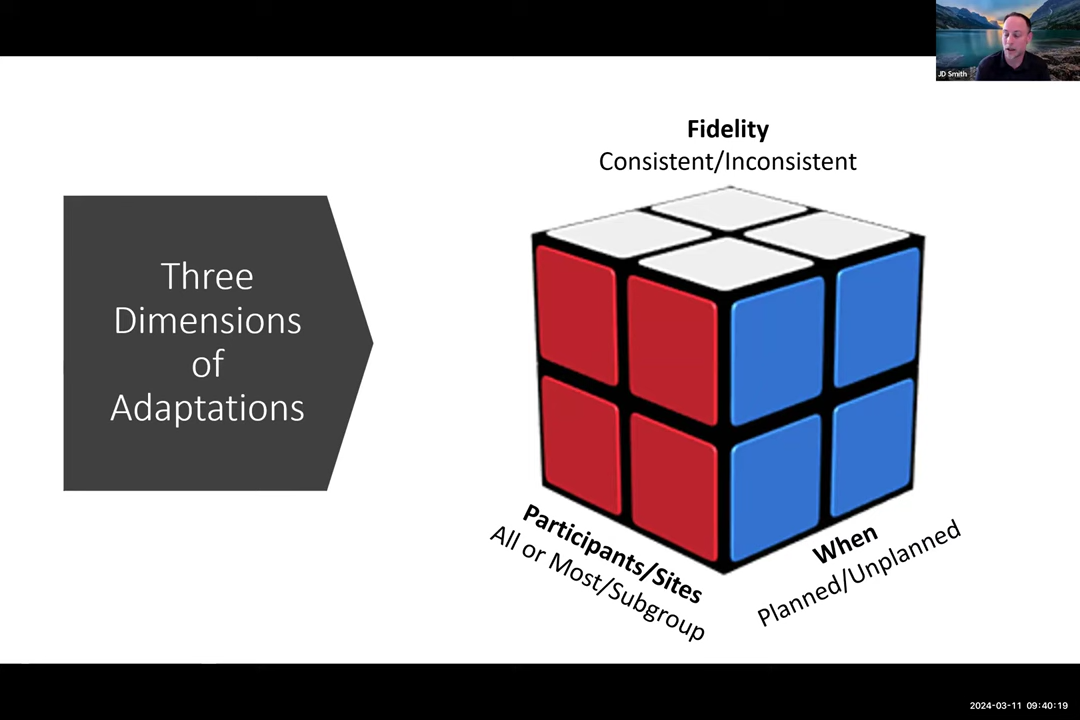 JD Smith
Three
Dimensions
of
Adaptations
Fidelity
Consistent/Inconsistent
Participants/Sites
All or Most/Subgroup
When
Planned/Unplanned
2024-03-11 09:40:19